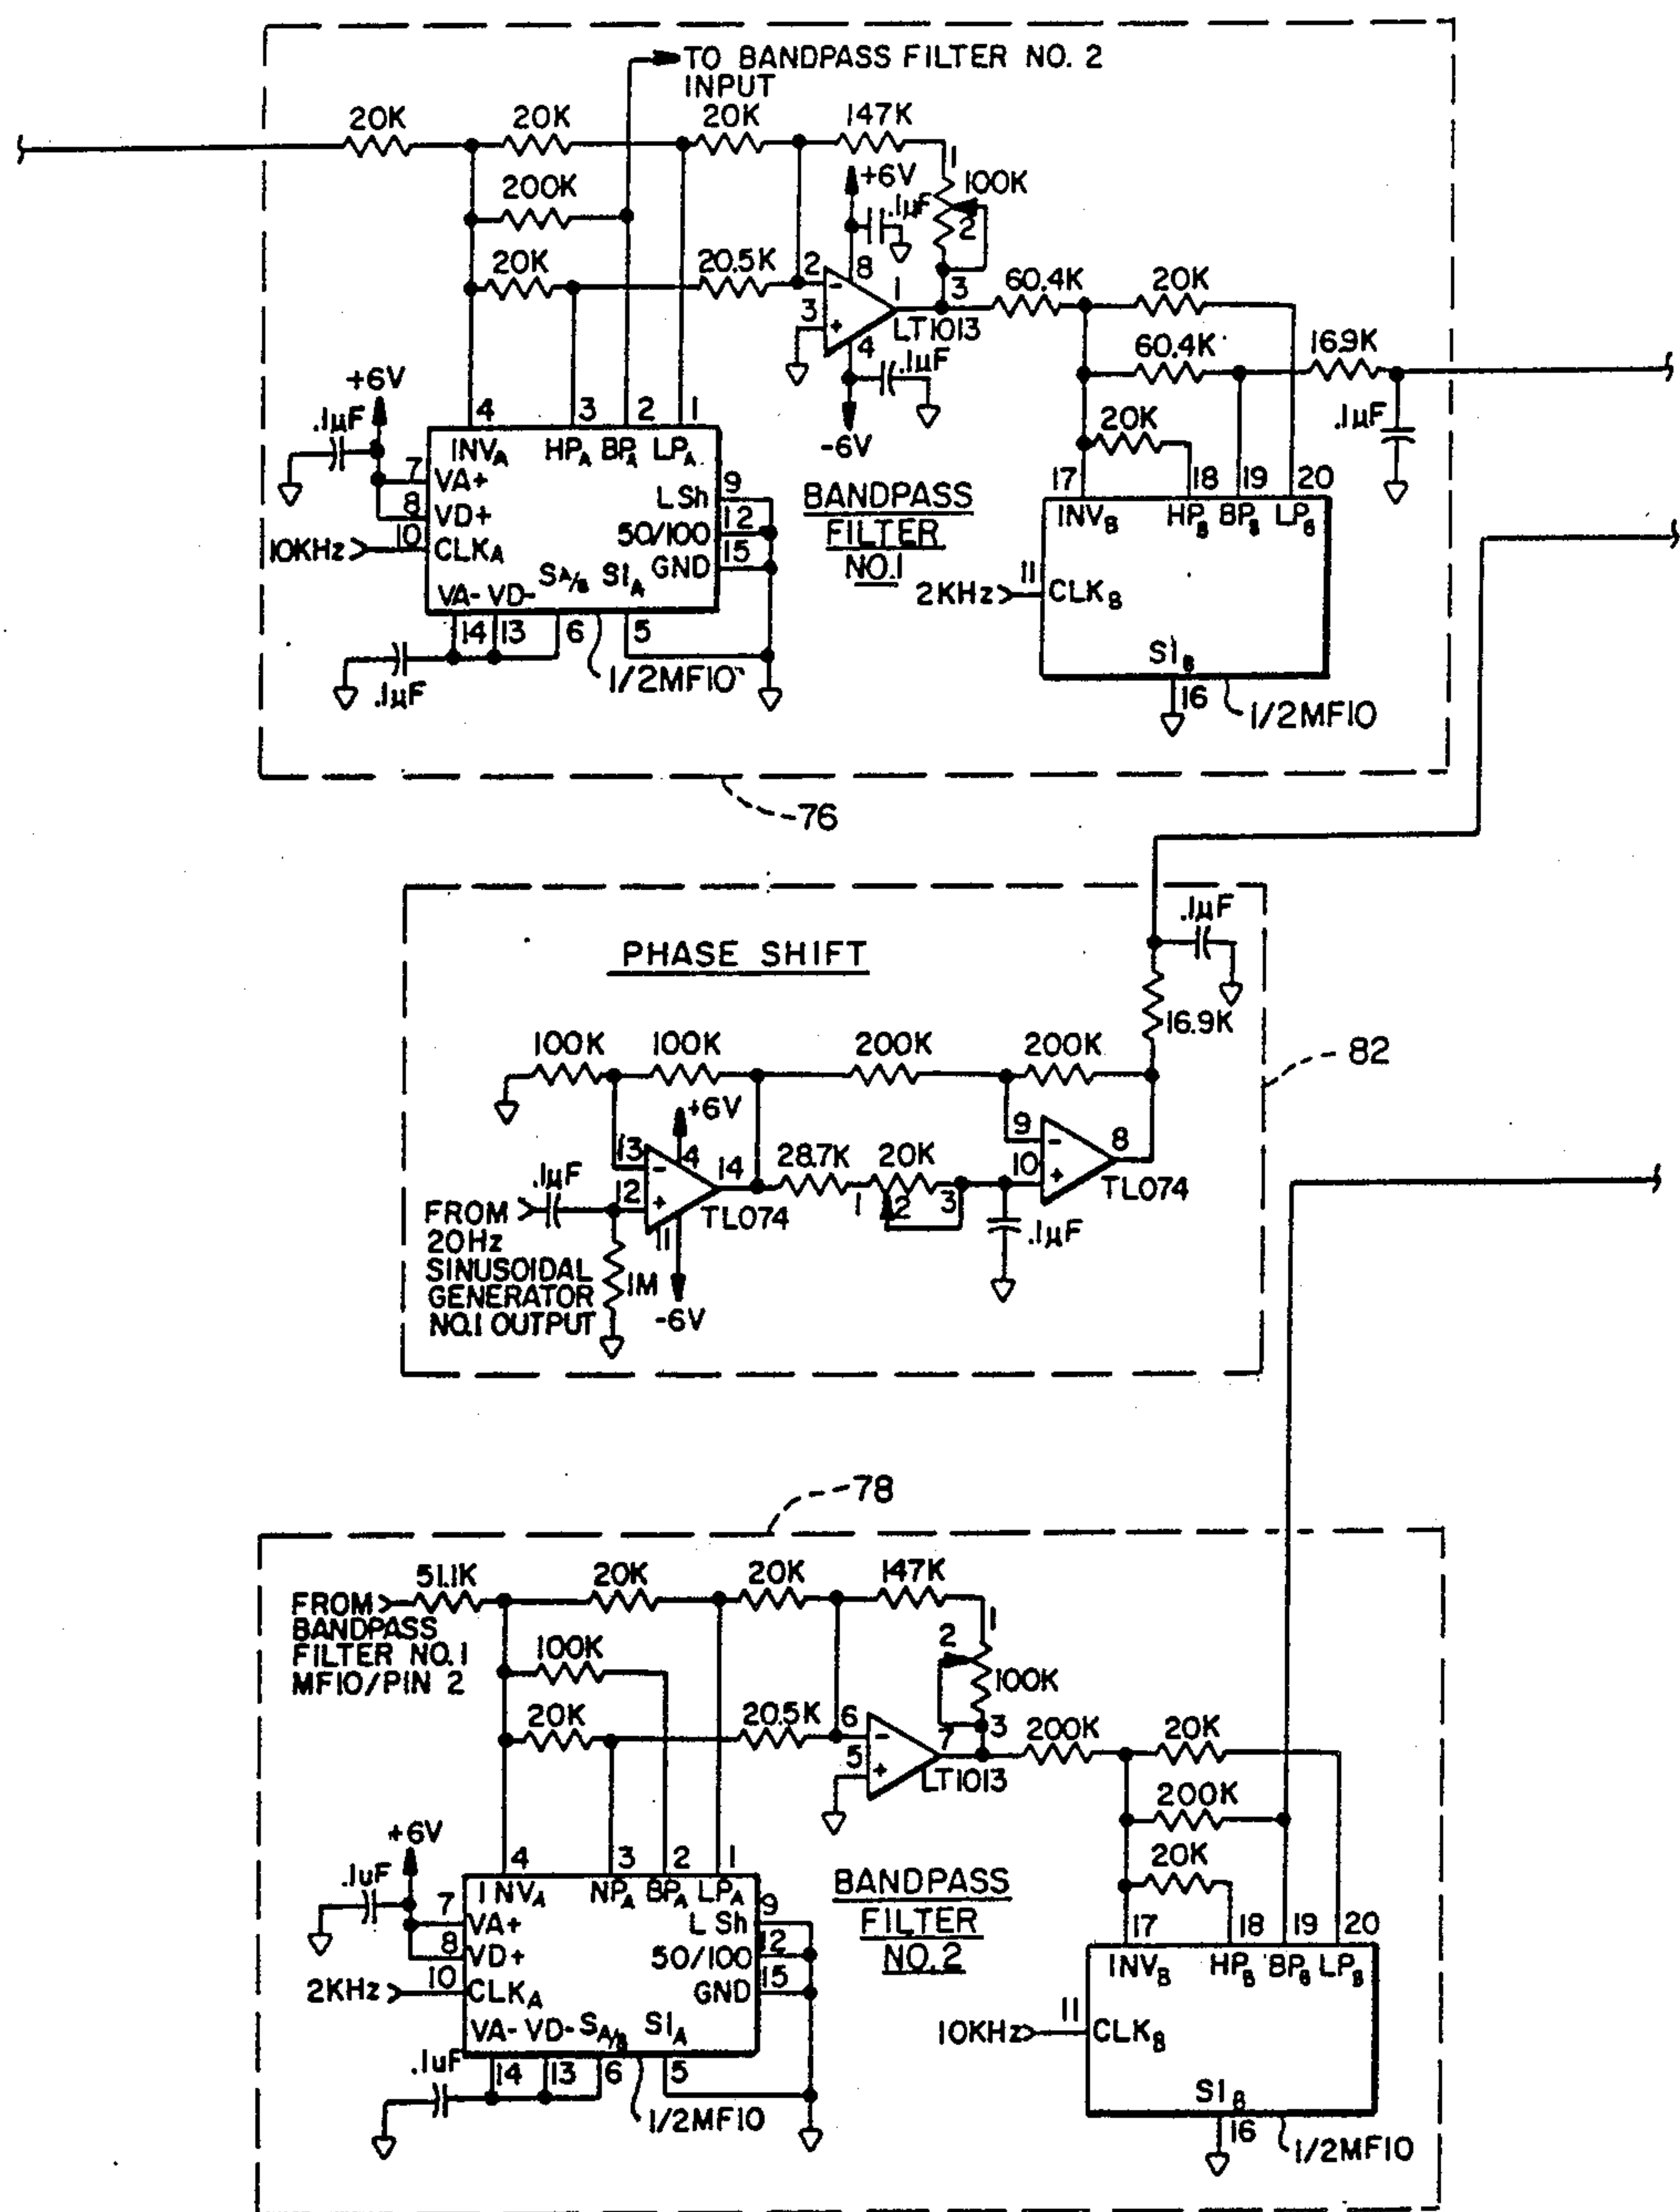 TO BANDPASS FILTER NO. 2
INPUT
20K
20K
20K
147K
+6V
1
100K
.1µF
2
200K
20K
20.5K
2
8
1
3
3
+
-
LT1013
4
.1µF
-6V
60.4K
20K
60.4K
16.9K
20K
.1µF
+6V
.1µF
4
3
2
1
INVA
HPA
BPA
LPA
7
VA+
8
VD+
10KHz
10
CLKA
L Sh
9
50/100
12
GND
15
SA/B
SIA
VA-
VD-
14
13
6
5
.1µF
1/2MF10
BANDPASS
FILTER
NO.1
17
18
19
20
INVB
HPB
BPB
LPB
2KHz
11
CLKB
SIB
16
1/2MF10
76
PHASE SHIFT
.1µF
16.9K
82
100K
100K
200K
200K
+6V
13
-
4
14
12
+
11
TL074
28.7K
20K
1
2
3
9
-
10
+
8
TL074
.1µF
.1µF
FROM
20Hz
SINUSOIDAL
GENERATOR
NO.1 OUTPUT
1M
-6V
78
51.1K
20K
20K
147K
FROM
BANDPASS
FILTER NO.1
MF10/PIN 2
100K
2
1
100K
20K
20.5K
6
-
5
+
7
3
LT1013
200K
20K
200K
20K
+6V
.1uF
4
3
2
1
INVA
NPA
BPA
LPA
7
VA+
8
VD+
2KHz
10
CLKA
L Sh
9
50/100
12
GND
15
VA-
VD-
SA/B
SIA
.1uF
14
13
6
5
1/2MF10
BANDPASS
FILTER
NO.2
17
18
19
20
INVB
HPB
BPB
LPB
10KHz
11
CLKB
SIB
16
1/2MF10